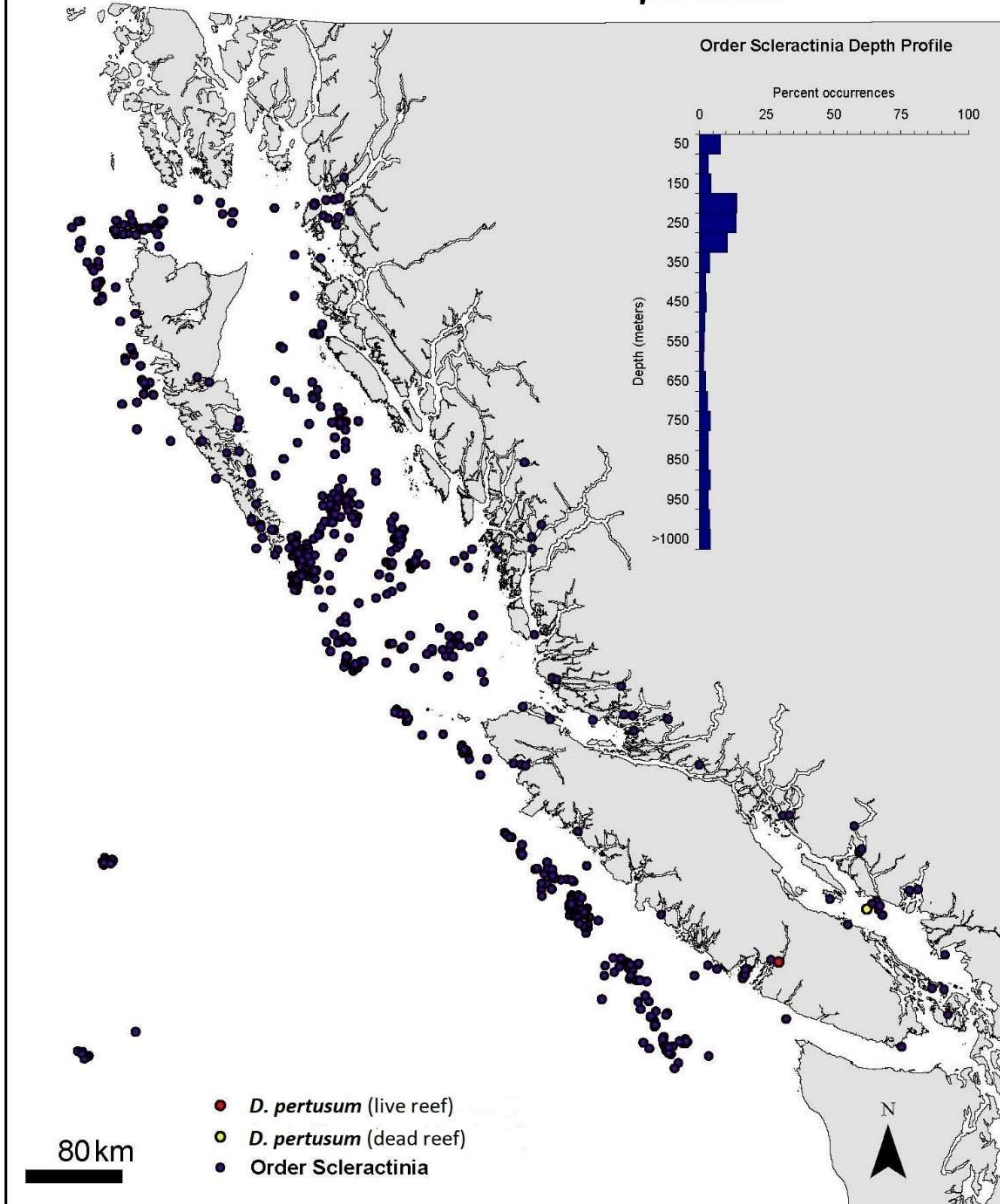 Order Scleractinia Depth Profile
Percent occurrences
0 25 50 75 100
50
150
250
350
450
550
650
750
850
950
>1000
Depth (meters)
N
D. pertusum (live reef)
D. pertusum (dead reef)
Order Scleractinia
80 km